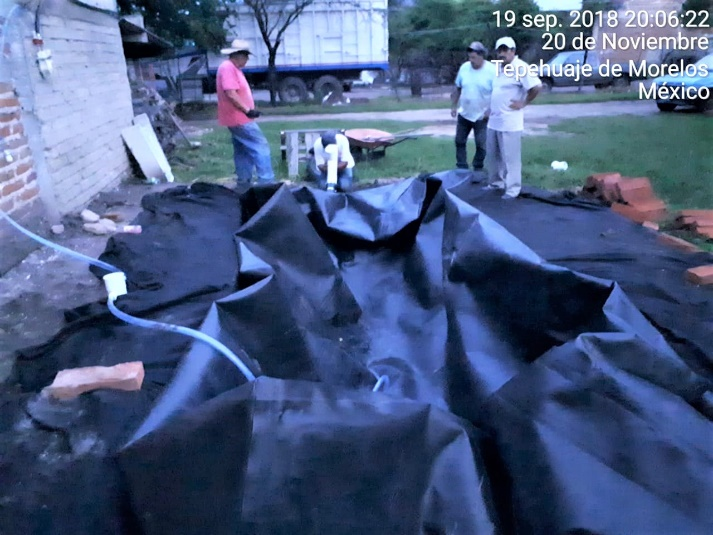 19 sep. 2018 20:06:22
20 de Noviembre
Tepehuaje de Morelos
México